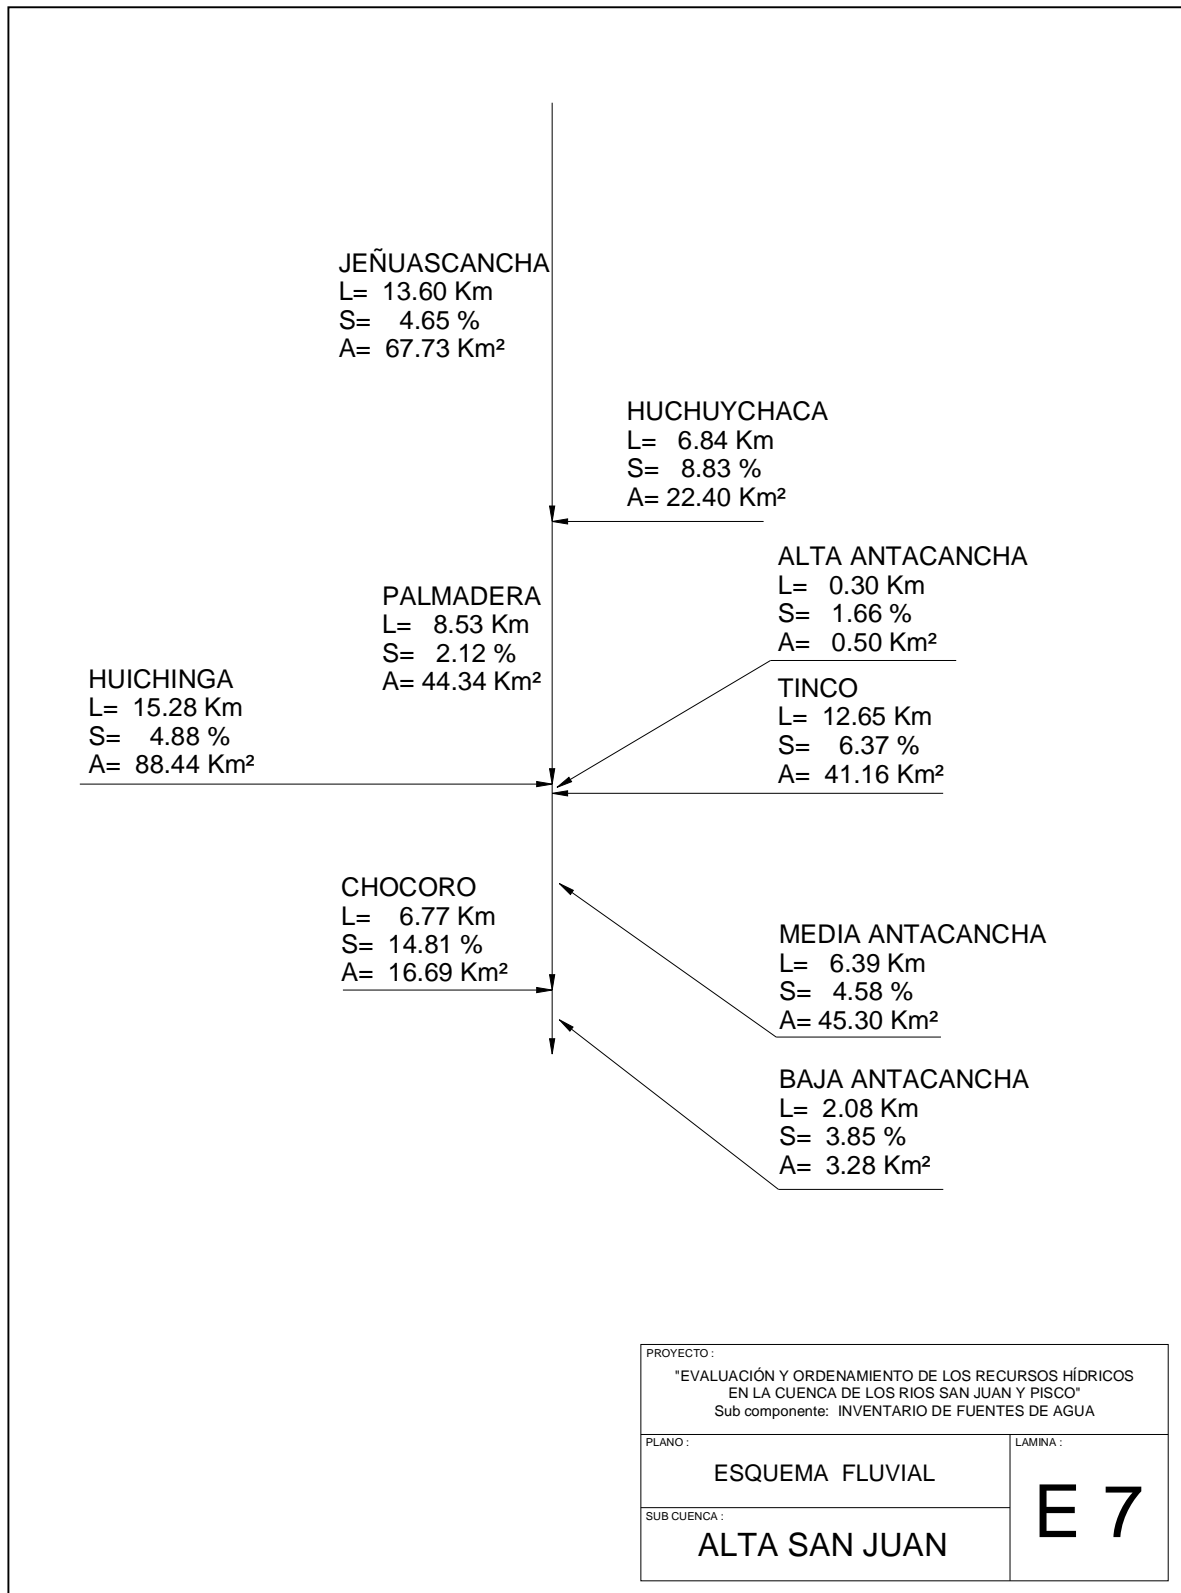 JEÑUASCANCHA
L= 13.60 Km
S= 4.65 %
A= 67.73 Km²
HUCHUYCHACA
L= 6.84 Km
S= 8.83 %
A= 22.40 Km²
ALTA ANTACANCHA
L= 0.30 Km
S= 1.66 %
A= 0.50 Km²
PALMADERA
L= 8.53 Km
S= 2.12 %
A= 44.34 Km²
HUICHINGA
L= 15.28 Km
S= 4.88 %
A= 88.44 Km²
TINCO
L= 12.65 Km
S= 6.37 %
A= 41.16 Km²
CHOCORO
L= 6.77 Km
S= 14.81 %
A= 16.69 Km²
MEDIA ANTACANCHA
L= 6.39 Km
S= 4.58 %
A= 45.30 Km²
BAJA ANTACANCHA
L= 2.08 Km
S= 3.85 %
A= 3.28 Km²
PROYECTO :
"EVALUACIÓN Y ORDENAMIENTO DE LOS RECURSOS HÍDRICOS
EN LA CUENCA DE LOS RIOS SAN JUAN Y PISCO"
Sub componente: INVENTARIO DE FUENTES DE AGUA
PLANO :
ESQUEMA FLUVIAL
LAMINA :
E 7
SUB CUENCA :
ALTA SAN JUAN